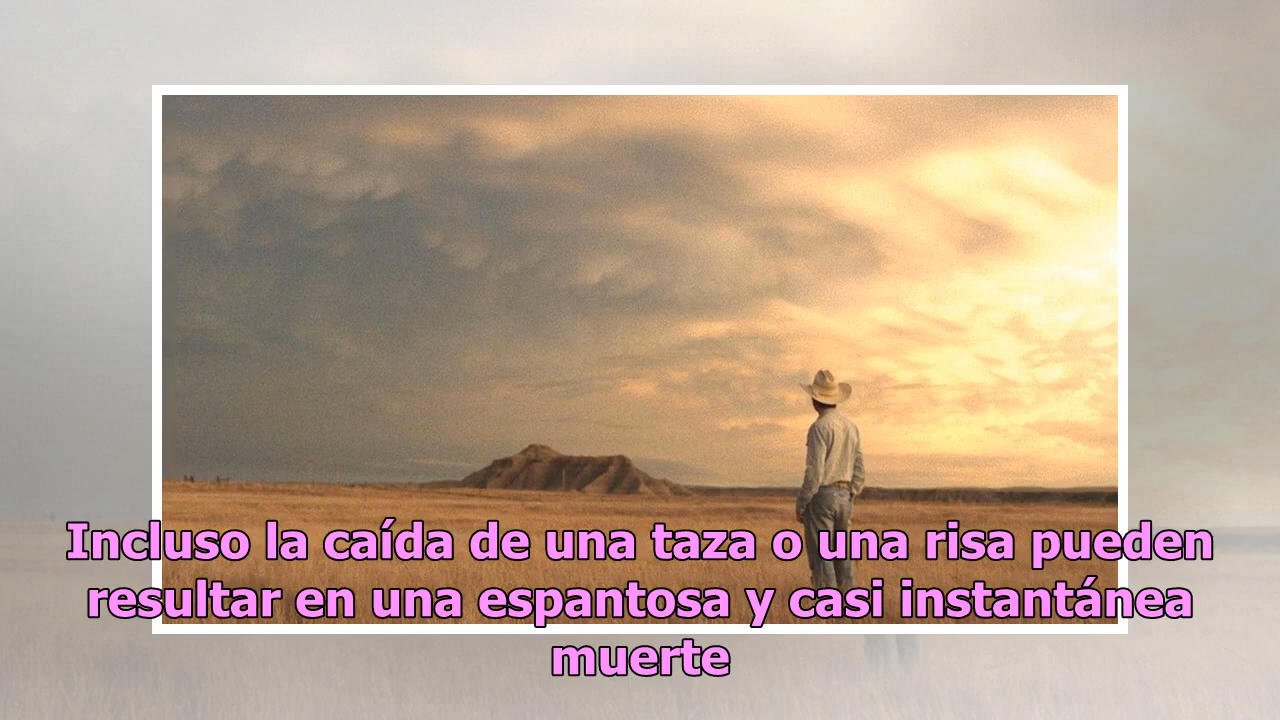 Incluso la caída de una taza o una risa pueden
resultar en una espantosa y casi instantánea
muerte